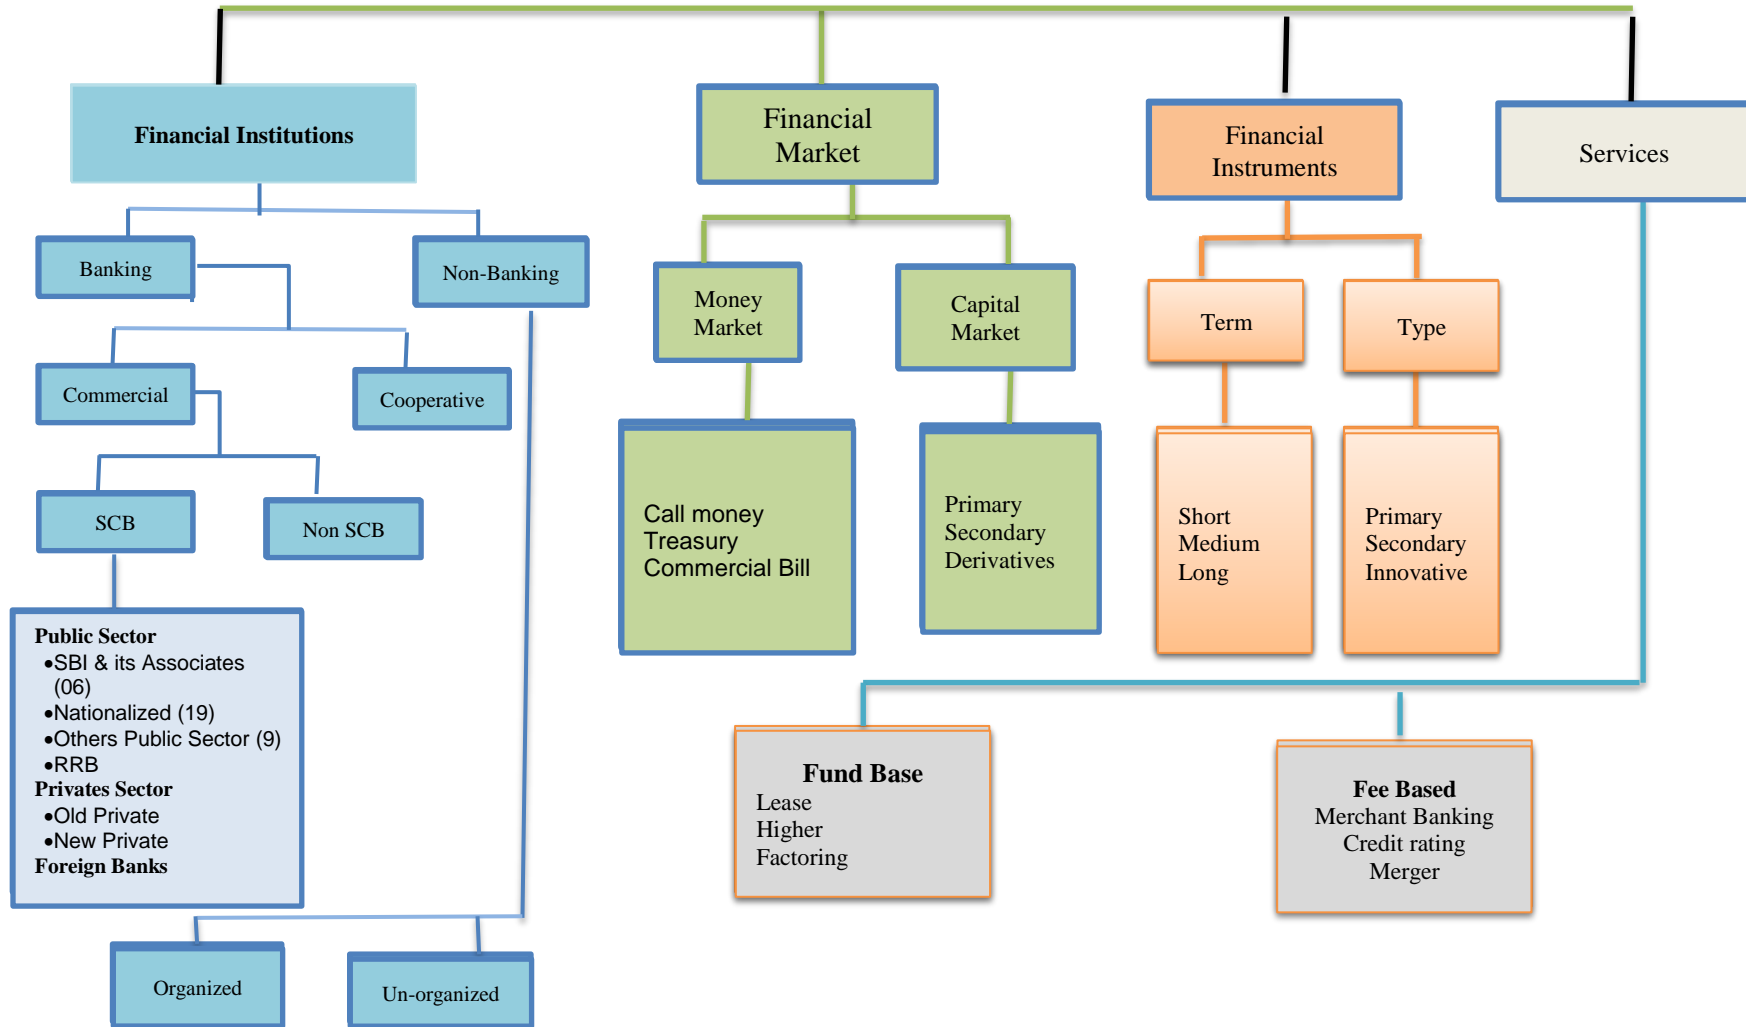 Financial Institutions
Financial
Market
Financial
Instruments
Services
Banking
Non-Banking
Money
Market
Capital
Market
Term
Type
Commercial
Cooperative
SCB
Non SCB
Call money
Treasury
Commercial Bill
Primary
Secondary
Derivatives
Short
Medium
Long
Primary
Secondary
Innovative
Public Sector
•SBI & its Associates
(06)
•Nationalized (19)
•Others Public Sector (9)
•RRB
Privates Sector
•Old Private
•New Private
Foreign Banks
Fund Base
Lease
Higher
Factoring
Fee Based
Merchant Banking
Credit rating
Merger
Organized
Un-organized